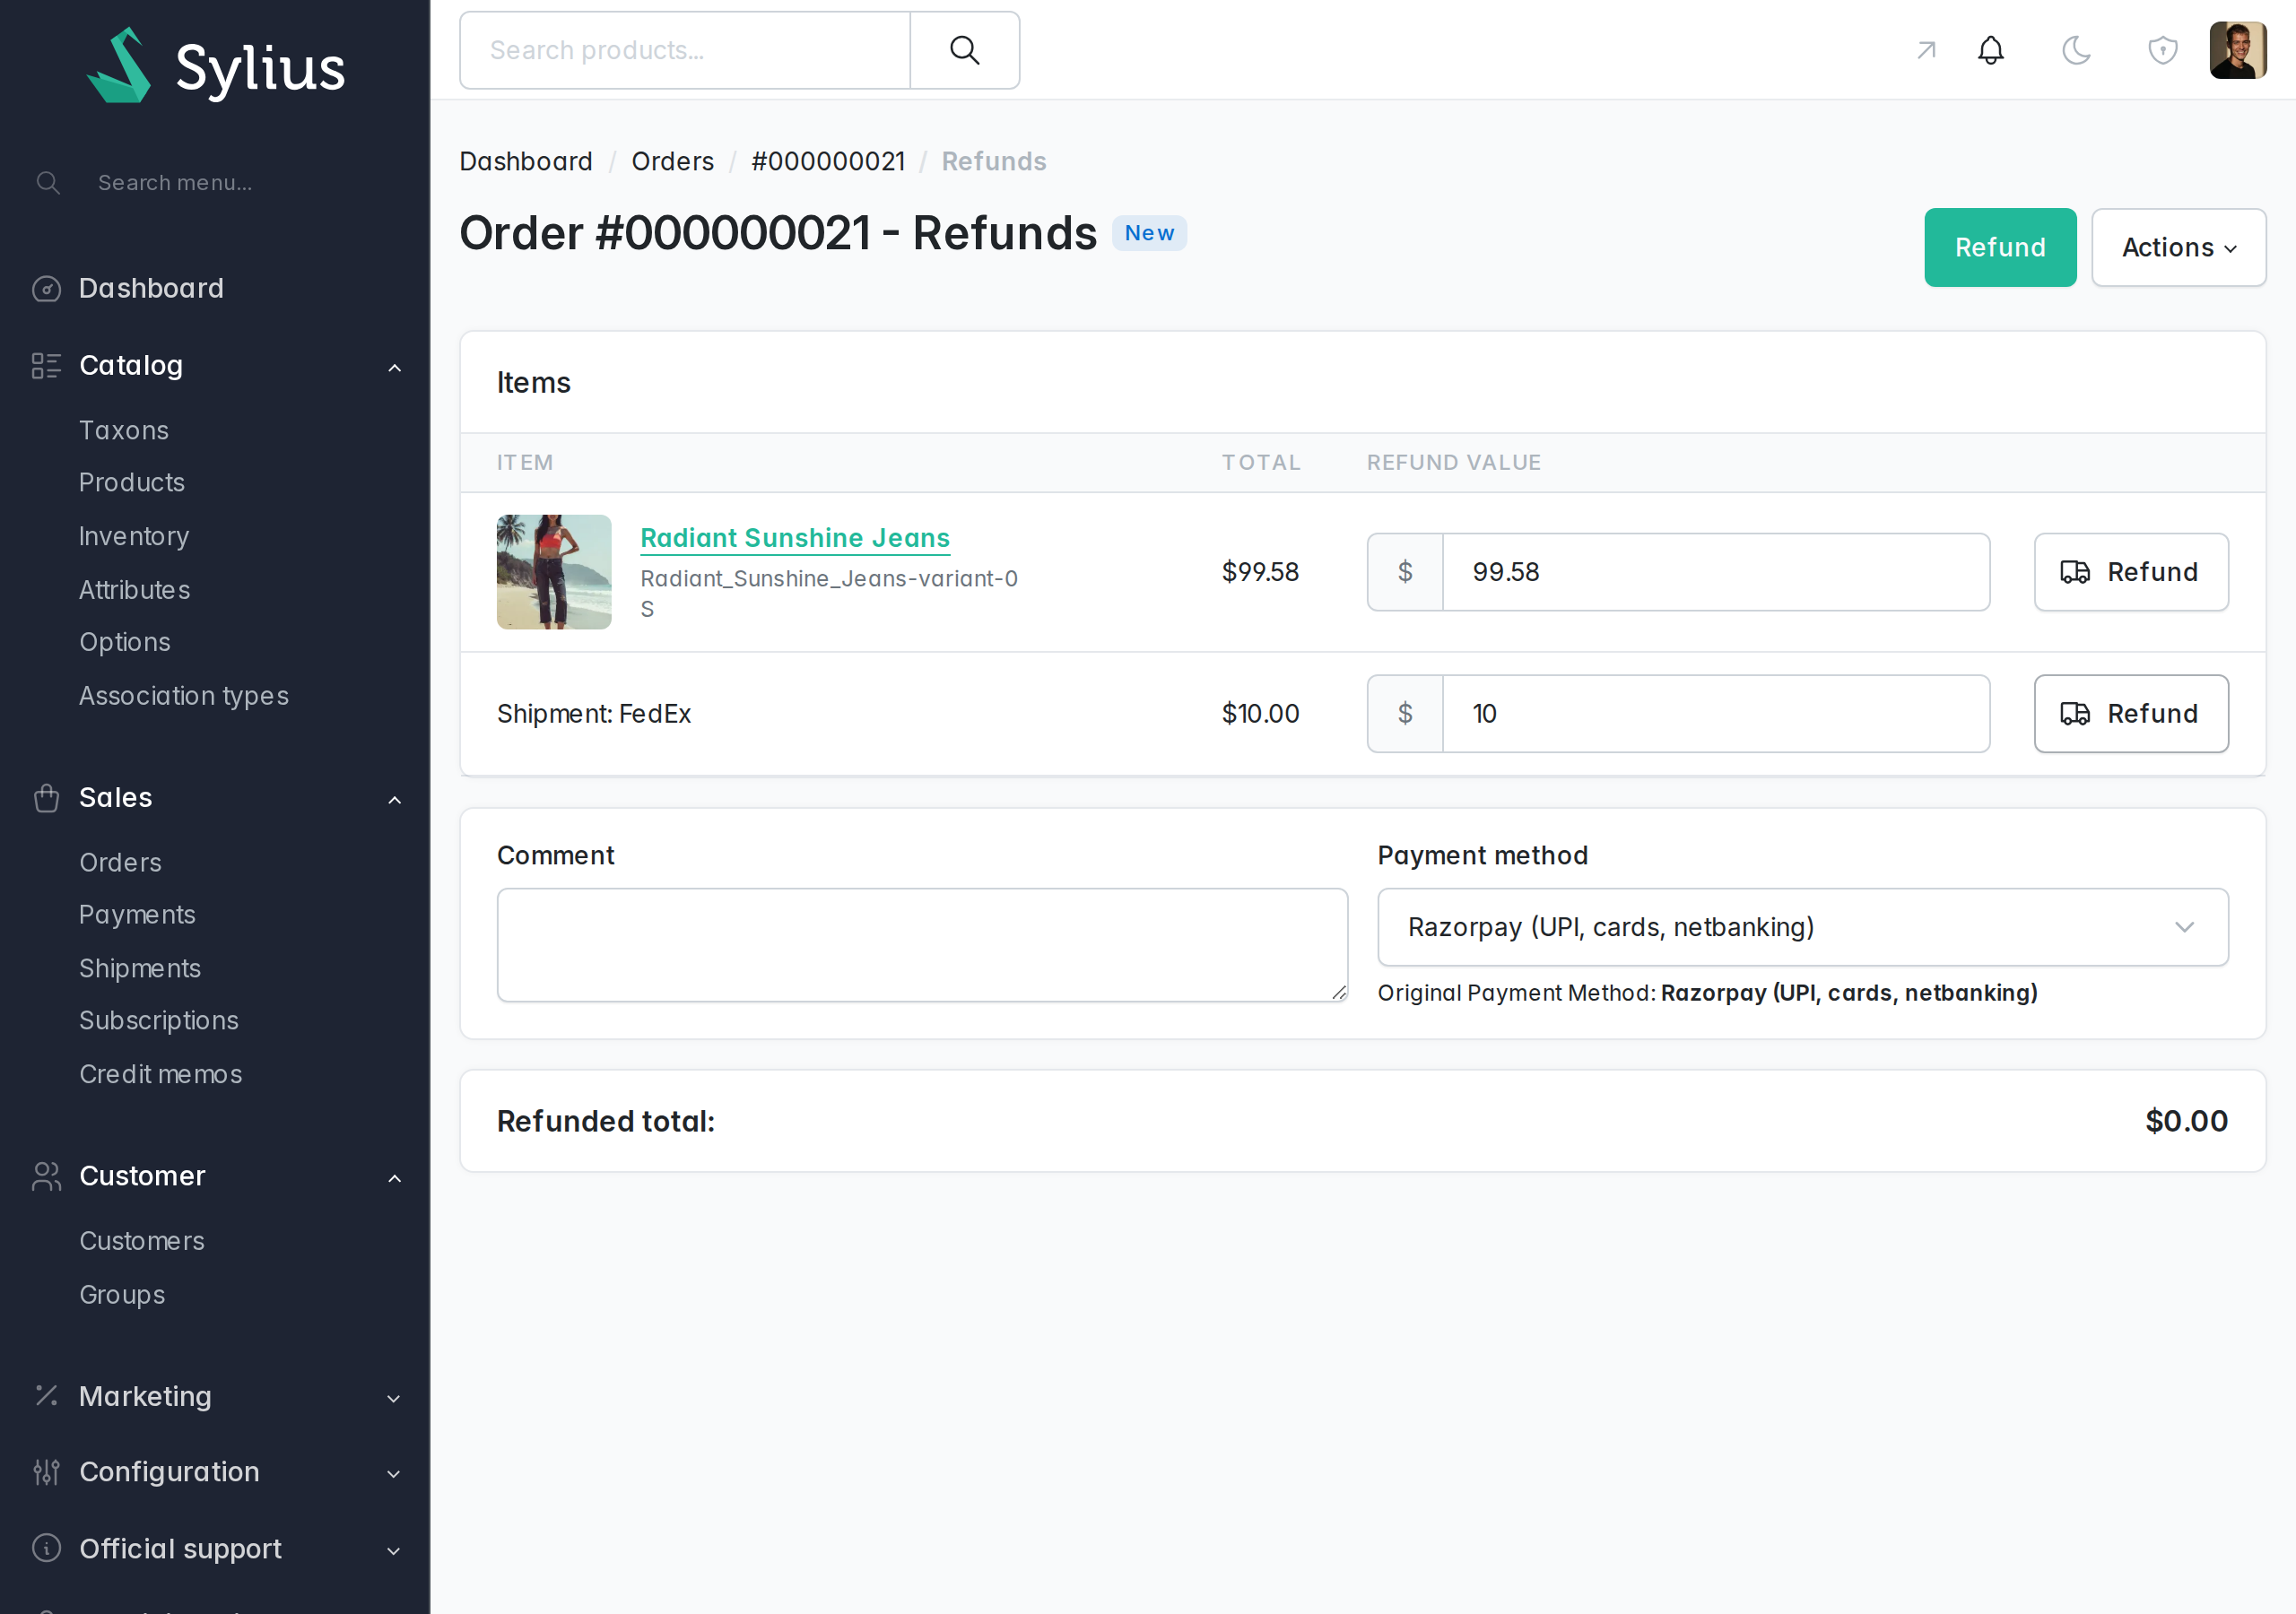 Sylius
Search products...
Search menu...
Dashboard
Catalog
Taxons
Products
Inventory
Attributes
Options
Association types
Sales
Orders
Payments
Shipments
Subscriptions
Credit memos
Customer
Customers
Groups
Marketing
Configuration
Official support
Dashboard / Orders / #000000021 / Refunds
Order #000000021 - Refunds New
Refund
Actions
Items
ITEM TOTAL REFUND VALUE
Radiant Sunshine Jeans
Radiant_Sunshine_Jeans-variant-0
S
$99.58 $ 99.58 Refund
Shipment: FedEx $10.00 $ 10 Refund
Comment
Payment method
Razorpay (UPI, cards, netbanking)
Original Payment Method: Razorpay (UPI, cards, netbanking)
Refunded total: $0.00